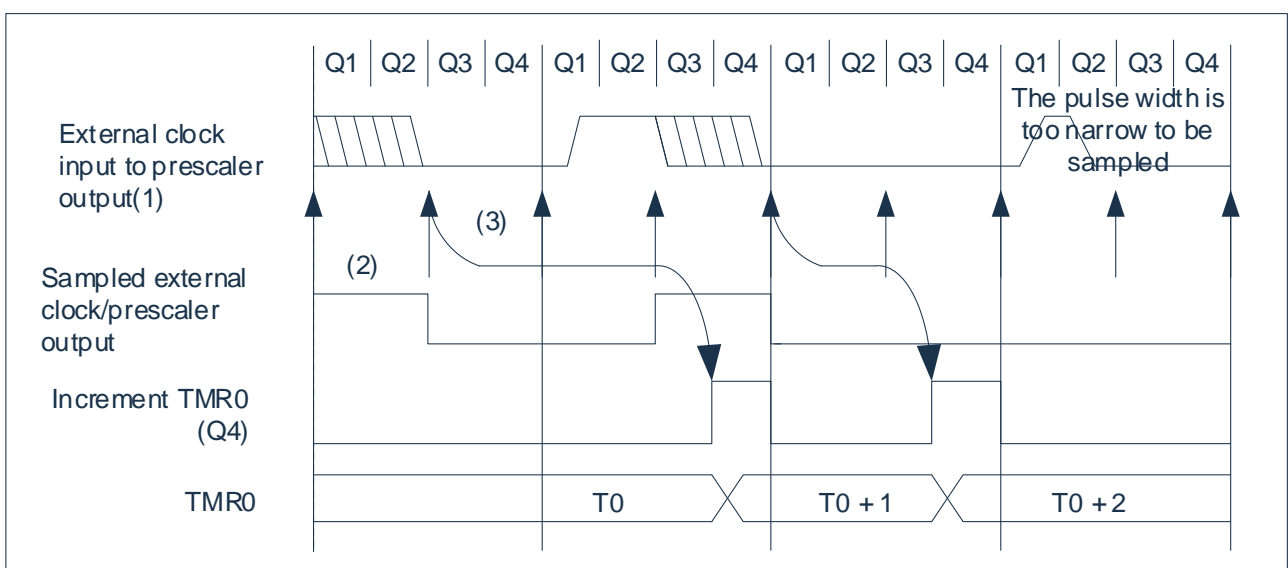 Q1 Q2 Q3 Q4 Q1 Q2 Q3 Q4 Q1 Q2 Q3 Q4 Q1 Q2 Q3 Q4
The pulse width is
too narrow to be
sampled
External clock
input to prescaler
output(1)
(3)
(2)
Sampled external
clock/prescaler
output
Increment TMR0
(Q4)
TMR0 T0 T0 + 1 T0 + 2